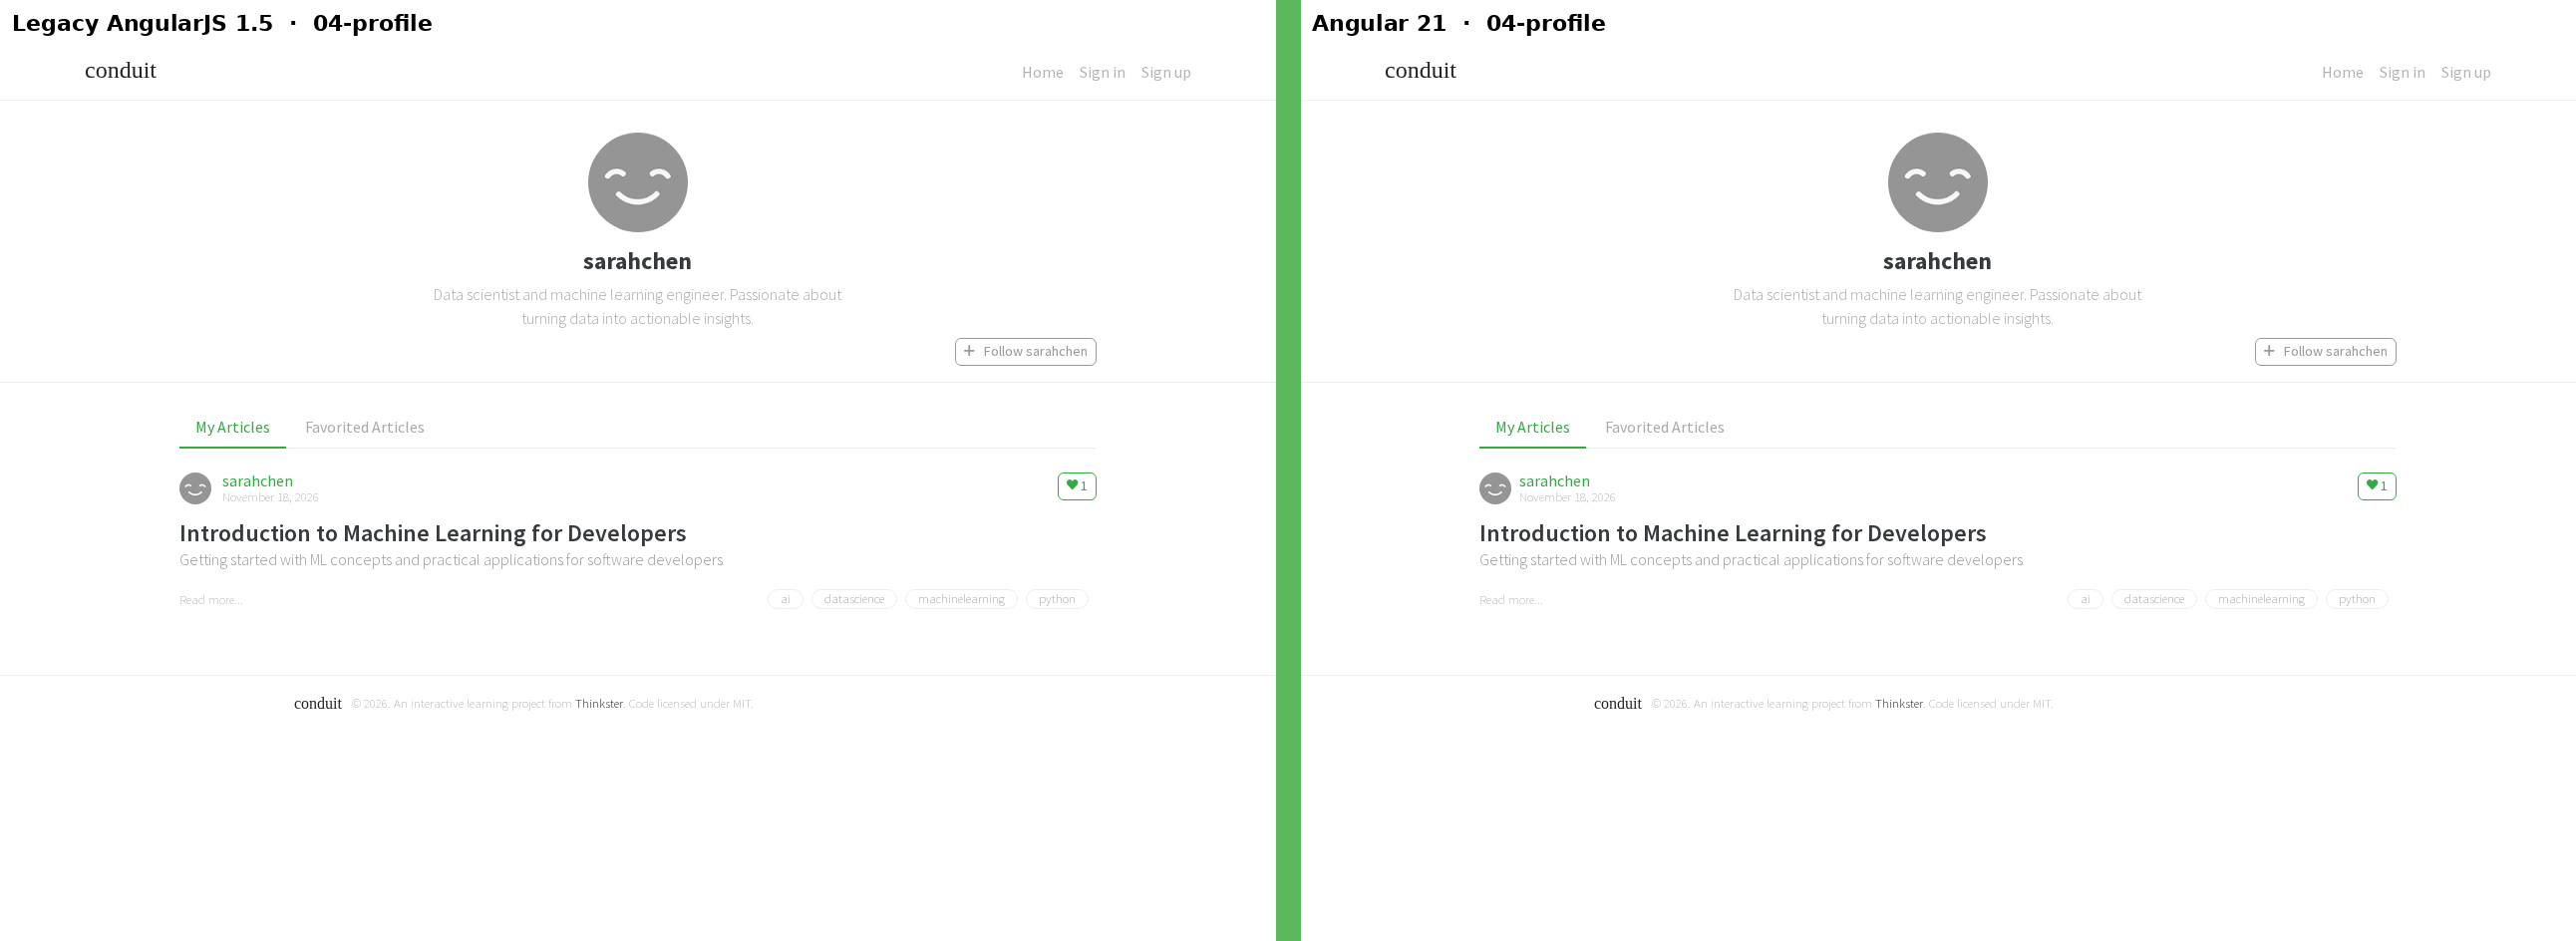 Legacy AngularJS 1.5 · 04-profile
conduit
Home Sign in Sign up
sarahchen
Data scientist and machine learning engineer. Passionate about
turning data into actionable insights.
+ Follow sarahchen
My Articles Favorited Articles
sarahchen
November 18, 2026
1
Introduction to Machine Learning for Developers
Getting started with ML concepts and practical applications for software developers
Read more...
ai datascience machinelearning python
conduit © 2026. An interactive learning project from Thinkster. Code licensed under MIT.
Angular 21 · 04-profile
conduit
Home Sign in Sign up
sarahchen
Data scientist and machine learning engineer. Passionate about
turning data into actionable insights.
+ Follow sarahchen
My Articles Favorited Articles
sarahchen
November 18, 2026
1
Introduction to Machine Learning for Developers
Getting started with ML concepts and practical applications for software developers
Read more...
ai datascience machinelearning python
conduit © 2026. An interactive learning project from Thinkster. Code licensed under MIT.